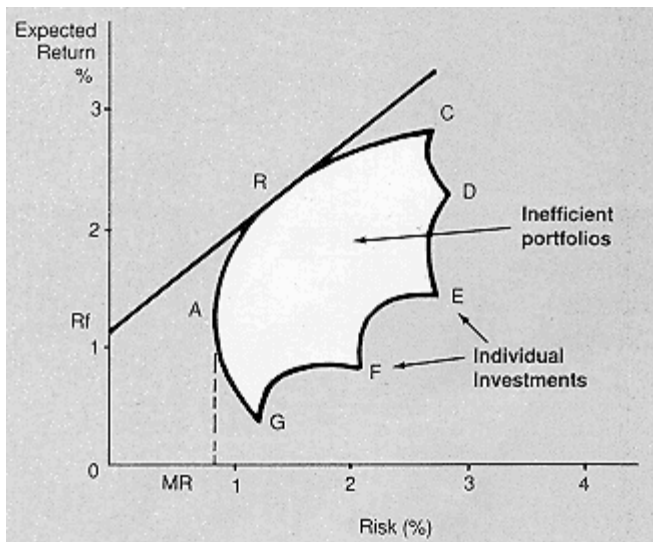 Expected
Return
%
3
C
R
D
Inefficient
portfolios
2
A
E
Rf
1
Individual
Investments
F
G
0
MR
1
2
3
4
Risk (%)